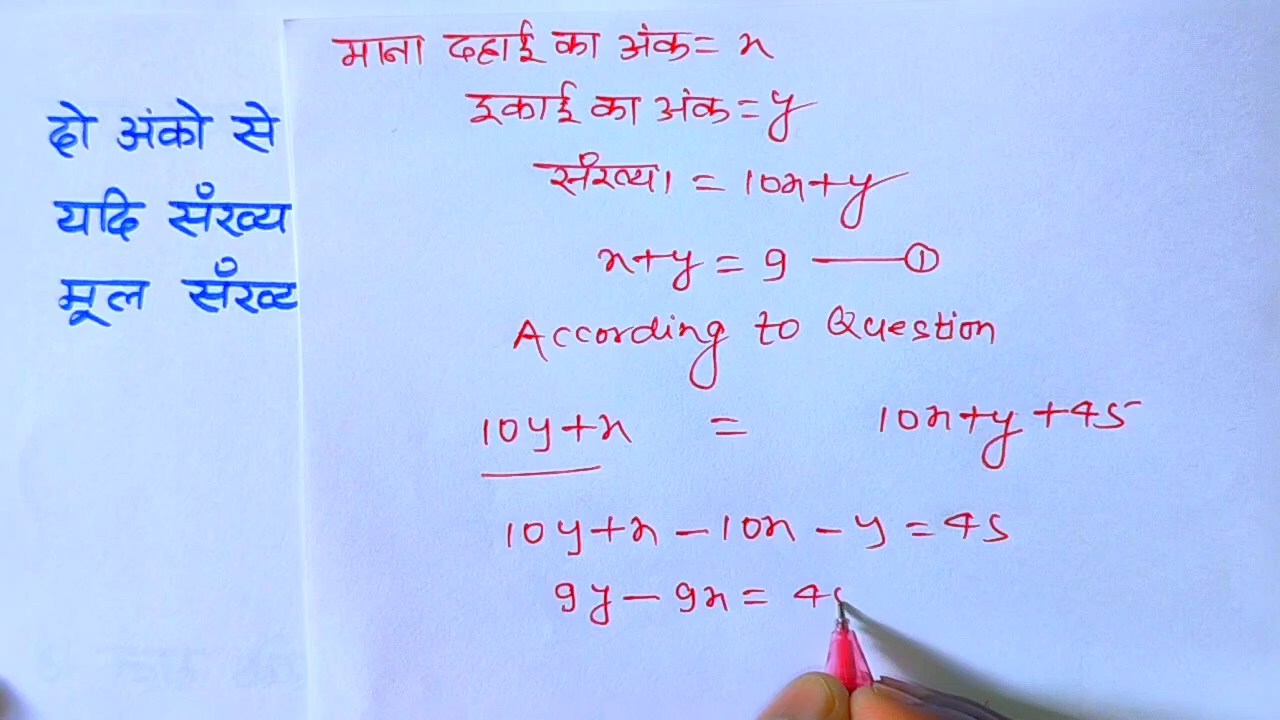 दो अंको से
यदि सँख्य
मूल सँख्य
माना दहाई का अंक = x
इकाई का अंक = y
सँख्या = 10x+y
x+y = 9 ——— ①
According to Question
10y+x = 10x+y+45
10y+x – 10x – y = 45
9y – 9x = 45